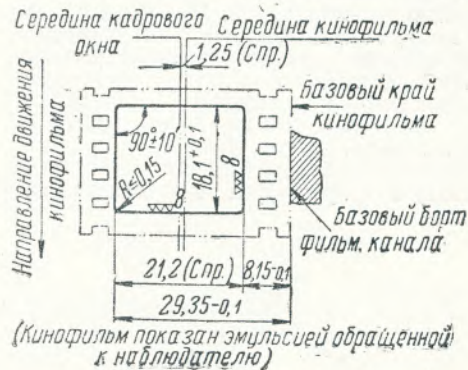 Середина кадрового
окна
Середина кинофильма
1,25 (Спр.)
Базовый край
кинофильма
Направление движения
кинофильма
90°±10'
18,1+0,1
8
R≤0,15
8
Базовый борт
фильм. канала
21,2 (Спр.)
8,15-0,1
29,35-0,1
(Кинофильм показан эмульсией обращенной
к наблюдателю)